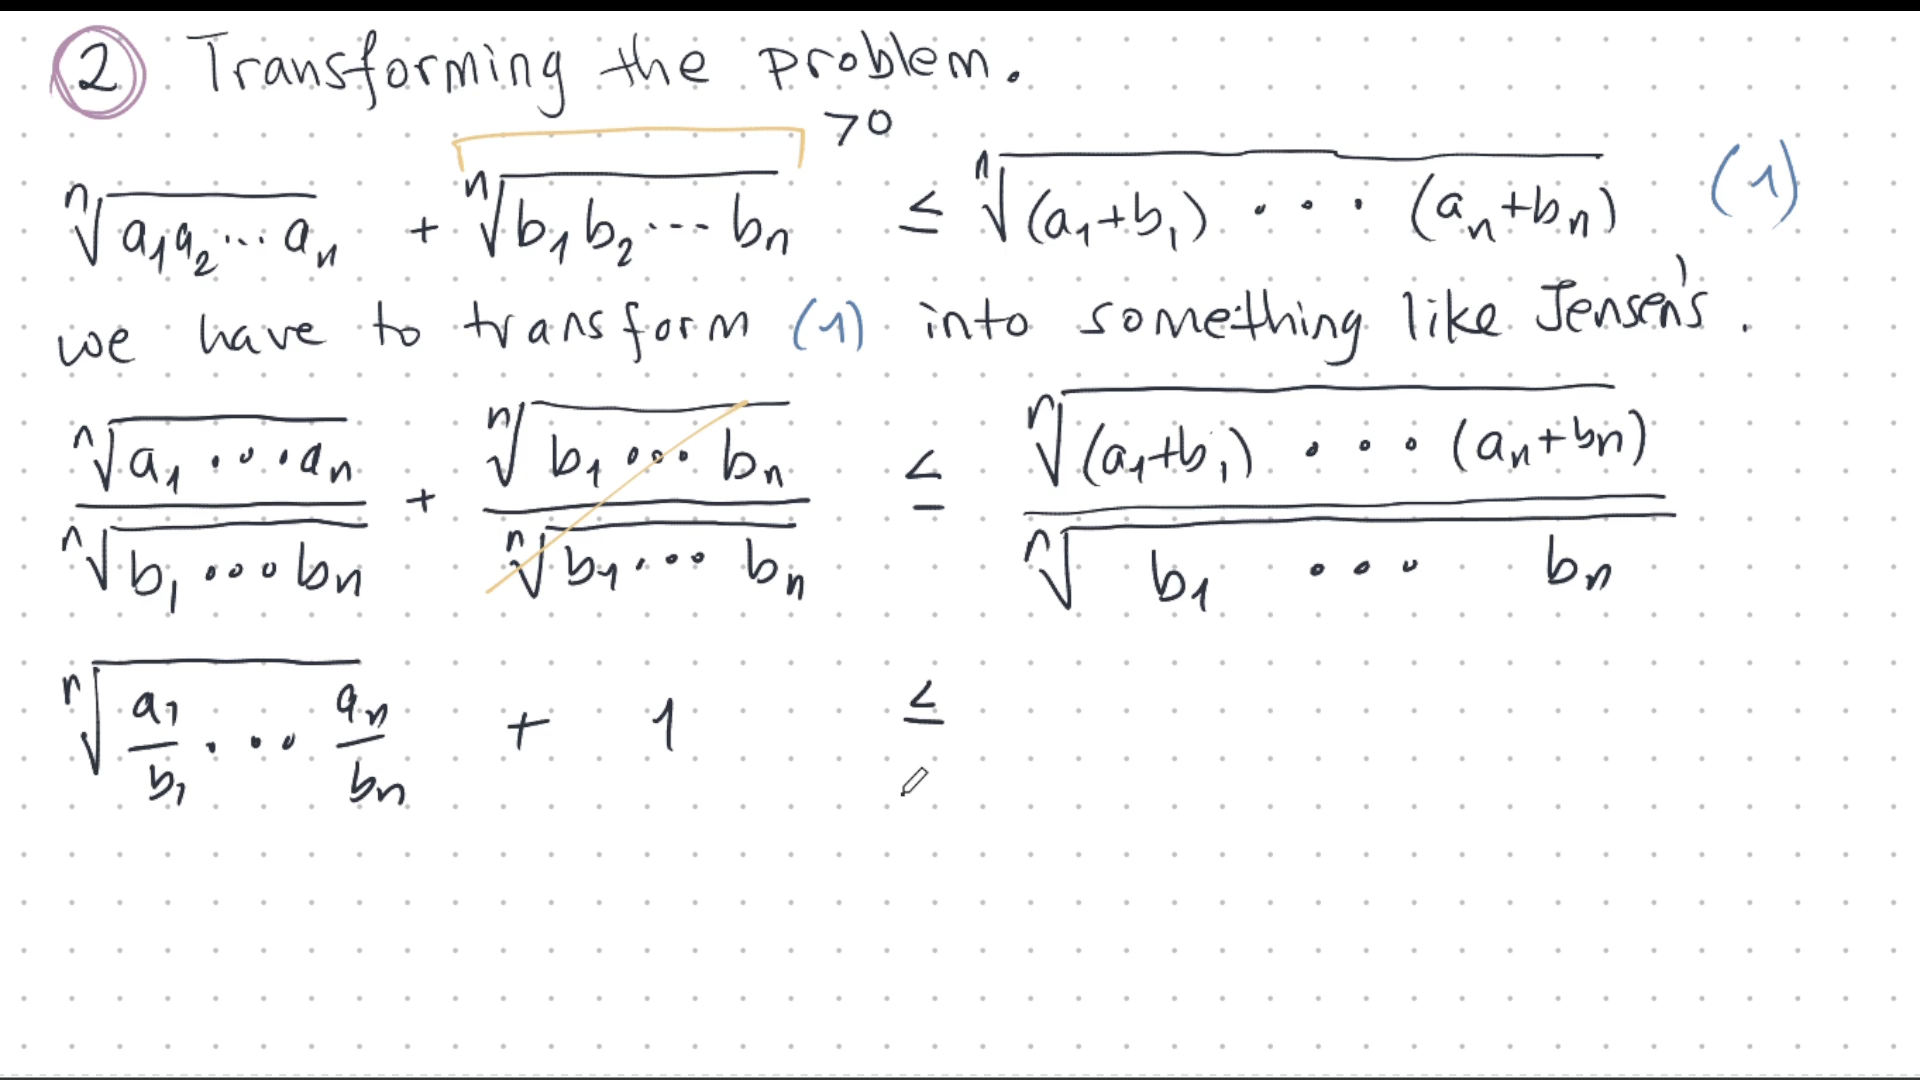 2 Transforming the problem.
>0
ⁿ√(a₁a₂...aₙ) + ⁿ√(b₁b₂...bₙ) ≤ ⁿ√((a₁+b₁)...(aₙ+bₙ)) (1)
we have to transform (1) into something like Jensen's.
ⁿ√(a₁...aₙ)/ⁿ√(b₁...bₙ) + ⁿ√(b₁...bₙ)/ⁿ√(b₁...bₙ) ≤ ⁿ√((a₁+b₁)...(aₙ+bₙ))/ⁿ√(b₁...bₙ)
ⁿ√(a₁/b₁...aₙ/bₙ) + 1 ≤